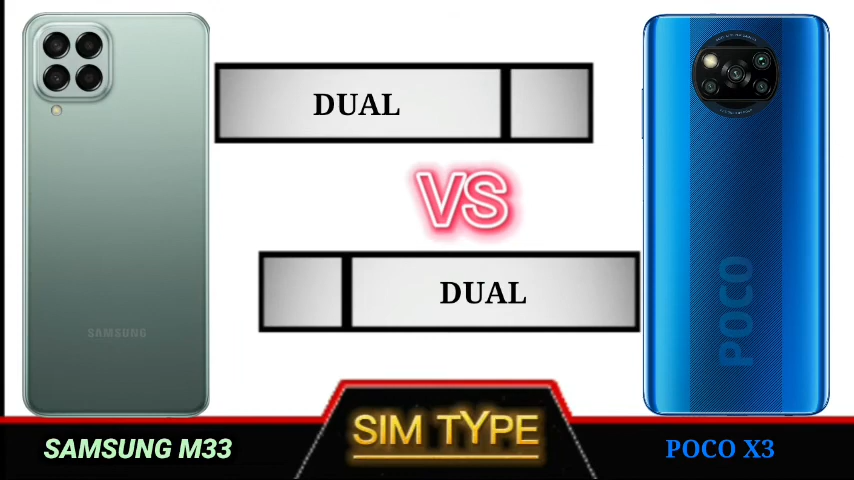 DUAL
VS
DUAL
SAMSUNG
POCO
SIM TYPE
SAMSUNG M33
POCO X3